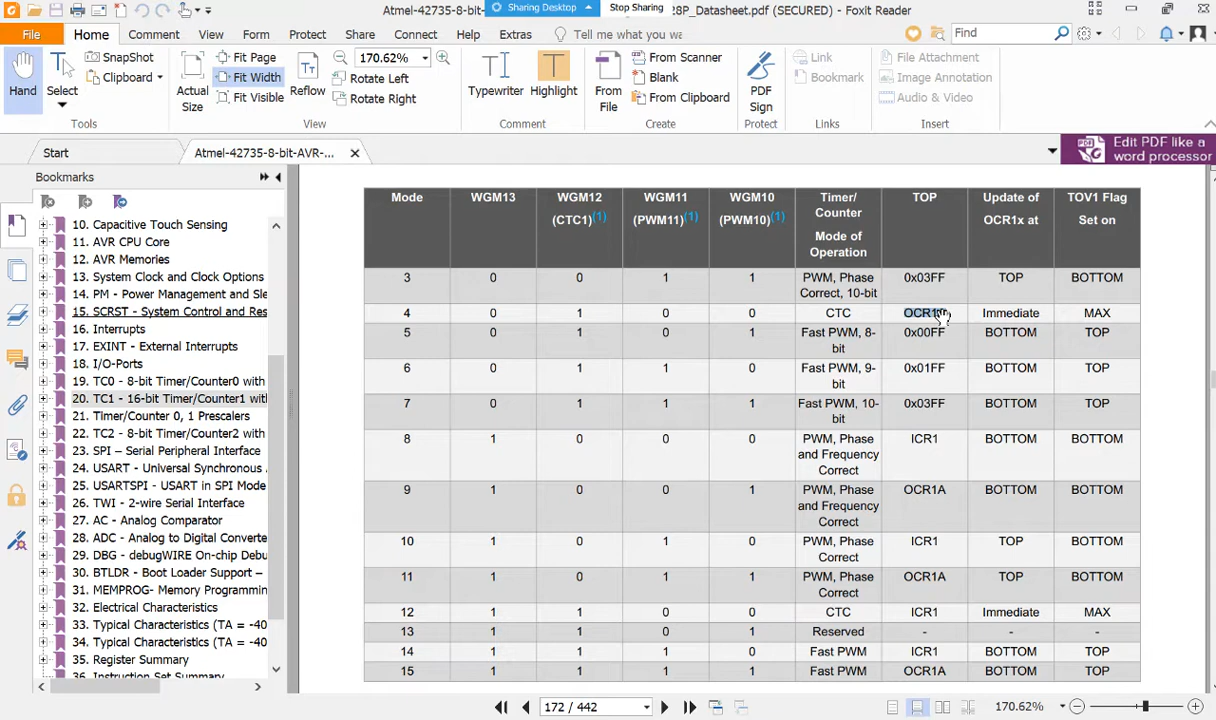 Atmel-42735-8-bit-
Sharing Desktop
Stop Sharing
8P_Datasheet.pdf (SECURED) - Foxit Reader
File
Home
Comment
View
Form
Protect
Share
Connect
Help
Extras
Tell me what you wa
Find
Hand
Select
SnapShot
Clipboard
Tools
Actual Size
Fit Page
Fit Width
Fit Visible
Reflow
170.62%
Rotate Left
Rotate Right
View
Typewriter
Highlight
Comment
From File
From Scanner
Blank
From Clipboard
Create
PDF Sign
Protect
Link
Bookmark
Links
File Attachment
Image Annotation
Audio & Video
Insert
Start
Atmel-42735-8-bit-AVR-...
Edit PDF like a
word processor
Bookmarks
10. Capacitive Touch Sensing
11. AVR CPU Core
12. AVR Memories
13. System Clock and Clock Options
14. PM - Power Management and Sle
15. SCRST - System Control and Res
16. Interrupts
17. EXINT - External Interrupts
18. I/O-Ports
19. TC0 - 8-bit Timer/Counter0 with
20. TC1 - 16-bit Timer/Counter1 with
21. Timer/Counter 0, 1 Prescalers
22. TC2 - 8-bit Timer/Counter2 with
23. SPI – Serial Peripheral Interface
24. USART - Universal Synchronous
25. USARTSPI - USART in SPI Mode
26. TWI - 2-wire Serial Interface
27. AC - Analog Comparator
28. ADC - Analog to Digital Converte
29. DBG - debugWIRE On-chip Debu
30. BTLDR - Boot Loader Support –
31. MEMPROG- Memory Programmin
32. Electrical Characteristics
33. Typical Characteristics (TA = -40
34. Typical Characteristics (TA = -40
35. Register Summary
36. Instruction Set Summary
Mode WGM13 WGM12 (CTC1)(1) WGM11 (PWM11)(1) WGM10 (PWM10)(1) Timer/ Counter Mode of Operation TOP Update of OCR1x at TOV1 Flag Set on
3 0 0 1 1 PWM, Phase Correct, 10-bit 0x03FF TOP BOTTOM
4 0 1 0 0 CTC OCR1 Immediate MAX
5 0 1 0 1 Fast PWM, 8-bit 0x00FF BOTTOM TOP
6 0 1 1 0 Fast PWM, 9-bit 0x01FF BOTTOM TOP
7 0 1 1 1 Fast PWM, 10-bit 0x03FF BOTTOM TOP
8 1 0 0 0 PWM, Phase and Frequency Correct ICR1 BOTTOM BOTTOM
9 1 0 0 1 PWM, Phase and Frequency Correct OCR1A BOTTOM BOTTOM
10 1 0 1 0 PWM, Phase Correct ICR1 TOP BOTTOM
11 1 0 1 1 PWM, Phase Correct OCR1A TOP BOTTOM
12 1 1 0 0 CTC ICR1 Immediate MAX
13 1 1 0 1 Reserved - - -
14 1 1 1 0 Fast PWM ICR1 BOTTOM TOP
15 1 1 1 1 Fast PWM OCR1A BOTTOM TOP
172 / 442
170.62%